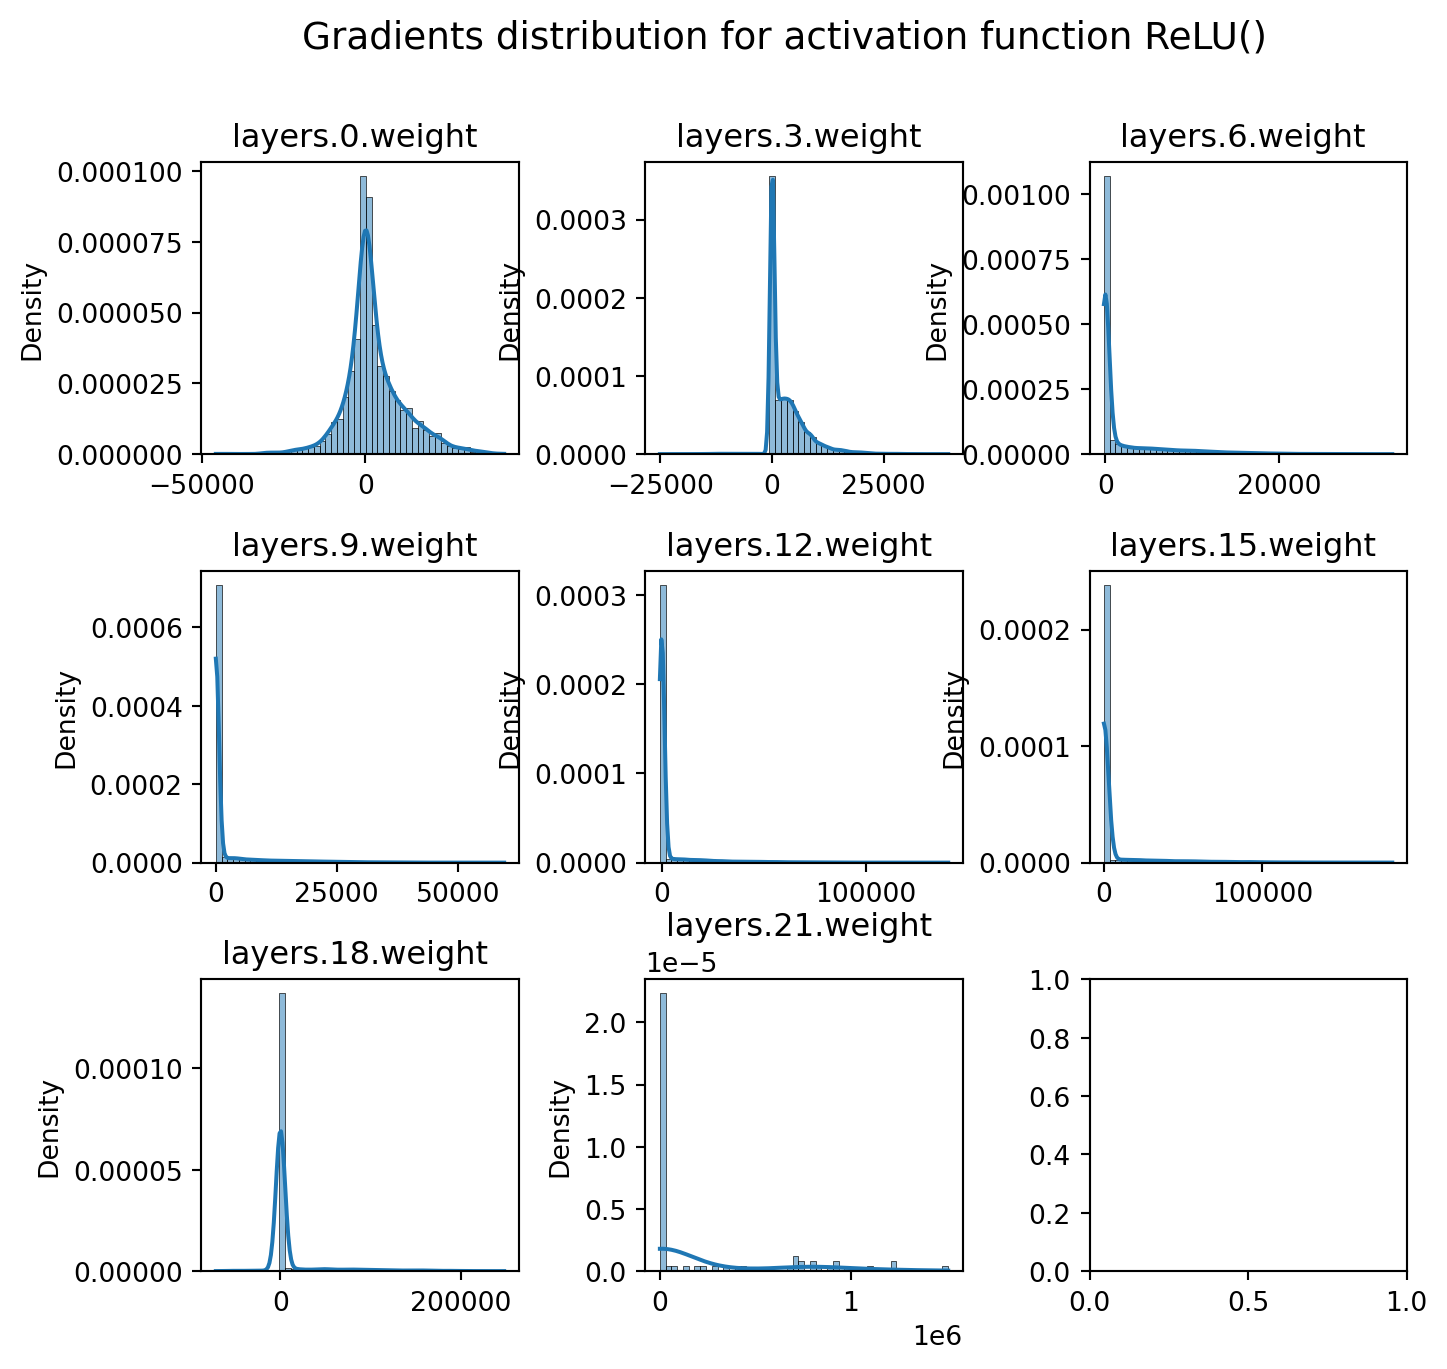 Gradients distribution for activation function ReLU()
layers.0.weight
0.000100
0.000075
0.000050
0.000025
0.000000
Density
−50000 0
layers.3.weight
0.0003
0.0002
0.0001
0.0000
Density
−25000 0 25000
layers.6.weight
0.00100
0.00075
0.00050
0.00025
0.00000
Density
0 20000
layers.9.weight
0.0006
0.0004
0.0002
0.0000
Density
0 25000 50000
layers.12.weight
0.0003
0.0002
0.0001
0.0000
Density
0 100000
layers.15.weight
0.0002
0.0001
0.0000
Density
0 100000
layers.18.weight
0.00010
0.00005
0.00000
Density
0 200000
layers.21.weight
1e−5
2.0
1.5
1.0
0.5
0.0
Density
0 1
1e6
1.0
0.8
0.6
0.4
0.2
0.0
0.0 0.5 1.0